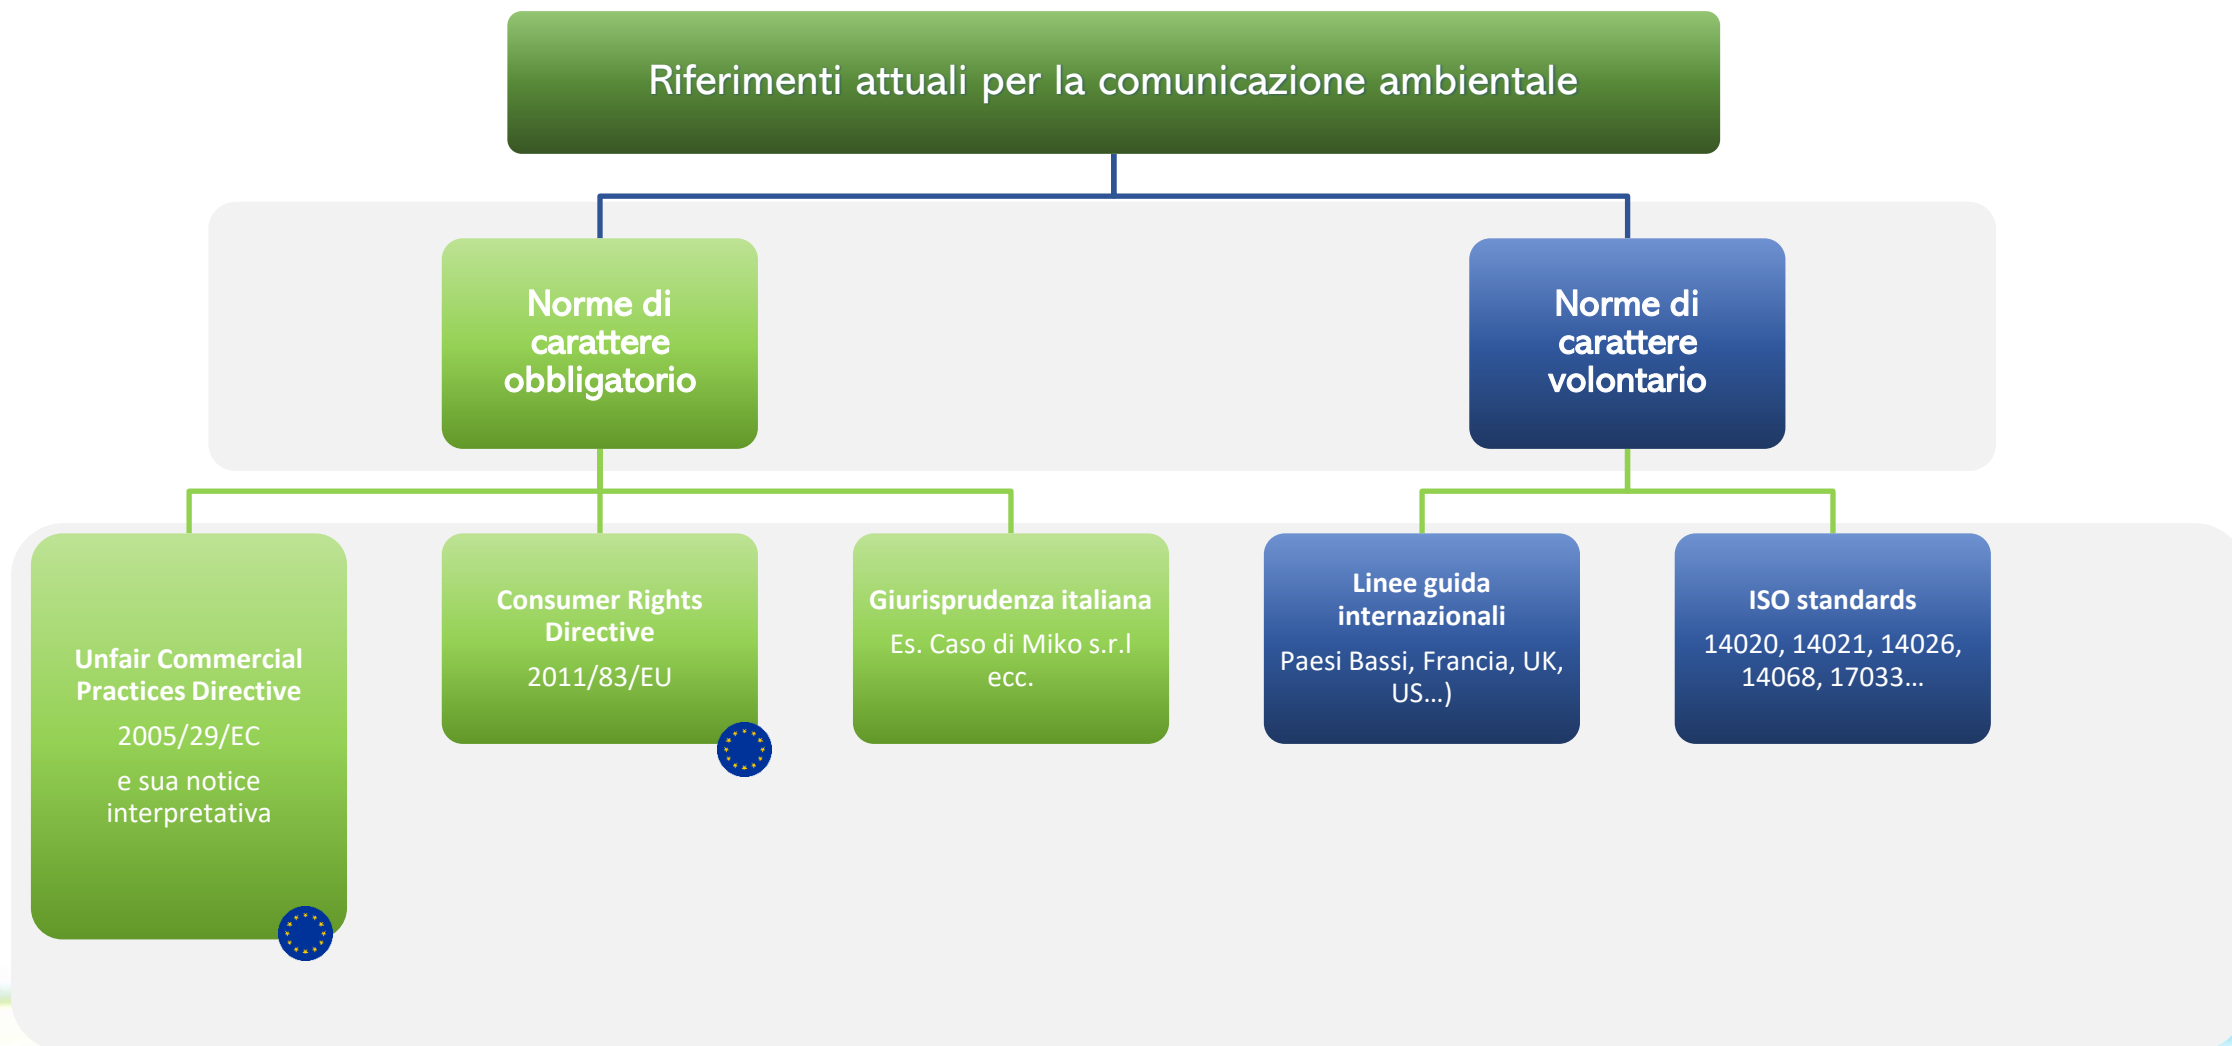 Riferimenti attuali per la comunicazione ambientale
Norme di
carattere
obbligatorio
Norme di
carattere
volontario
Unfair Commercial
Practices Directive
2005/29/EC
e sua notice
interpretativa
Consumer Rights
Directive
2011/83/EU
Giurisprudenza italiana
Es. Caso di Miko s.r.l
ecc.
Linee guida
internazionali
Paesi Bassi, Francia, UK,
US...)
ISO standards
14020, 14021, 14026,
14068, 17033...